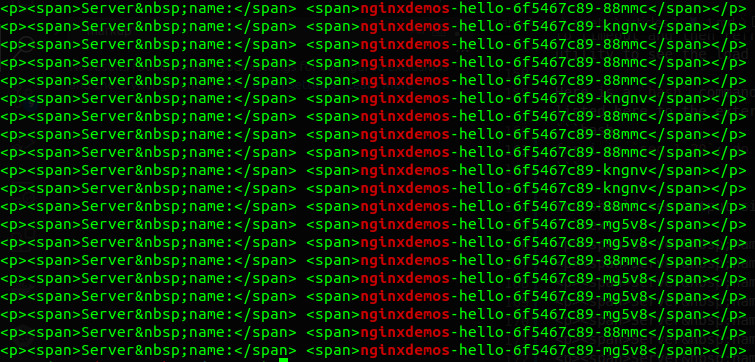 <p><span>Server&nbsp;name:</span> <span>nginxdemos-hello-6f5467c89-88mmc</span></p>
<p><span>Server&nbsp;name:</span> <span>nginxdemos-hello-6f5467c89-kngnv</span></p>
<p><span>Server&nbsp;name:</span> <span>nginxdemos-hello-6f5467c89-88mmc</span></p>
<p><span>Server&nbsp;name:</span> <span>nginxdemos-hello-6f5467c89-88mmc</span></p>
<p><span>Server&nbsp;name:</span> <span>nginxdemos-hello-6f5467c89-88mmc</span></p>
<p><span>Server&nbsp;name:</span> <span>nginxdemos-hello-6f5467c89-kngnv</span></p>
<p><span>Server&nbsp;name:</span> <span>nginxdemos-hello-6f5467c89-88mmc</span></p>
<p><span>Server&nbsp;name:</span> <span>nginxdemos-hello-6f5467c89-88mmc</span></p>
<p><span>Server&nbsp;name:</span> <span>nginxdemos-hello-6f5467c89-88mmc</span></p>
<p><span>Server&nbsp;name:</span> <span>nginxdemos-hello-6f5467c89-kngnv</span></p>
<p><span>Server&nbsp;name:</span> <span>nginxdemos-hello-6f5467c89-kngnv</span></p>
<p><span>Server&nbsp;name:</span> <span>nginxdemos-hello-6f5467c89-88mmc</span></p>
<p><span>Server&nbsp;name:</span> <span>nginxdemos-hello-6f5467c89-mg5v8</span></p>
<p><span>Server&nbsp;name:</span> <span>nginxdemos-hello-6f5467c89-mg5v8</span></p>
<p><span>Server&nbsp;name:</span> <span>nginxdemos-hello-6f5467c89-88mmc</span></p>
<p><span>Server&nbsp;name:</span> <span>nginxdemos-hello-6f5467c89-mg5v8</span></p>
<p><span>Server&nbsp;name:</span> <span>nginxdemos-hello-6f5467c89-mg5v8</span></p>
<p><span>Server&nbsp;name:</span> <span>nginxdemos-hello-6f5467c89-mg5v8</span></p>
<p><span>Server&nbsp;name:</span> <span>nginxdemos-hello-6f5467c89-88mmc</span></p>
<p><span>Server&nbsp;name:</span> <span>nginxdemos-hello-6f5467c89-mg5v8</span></p>